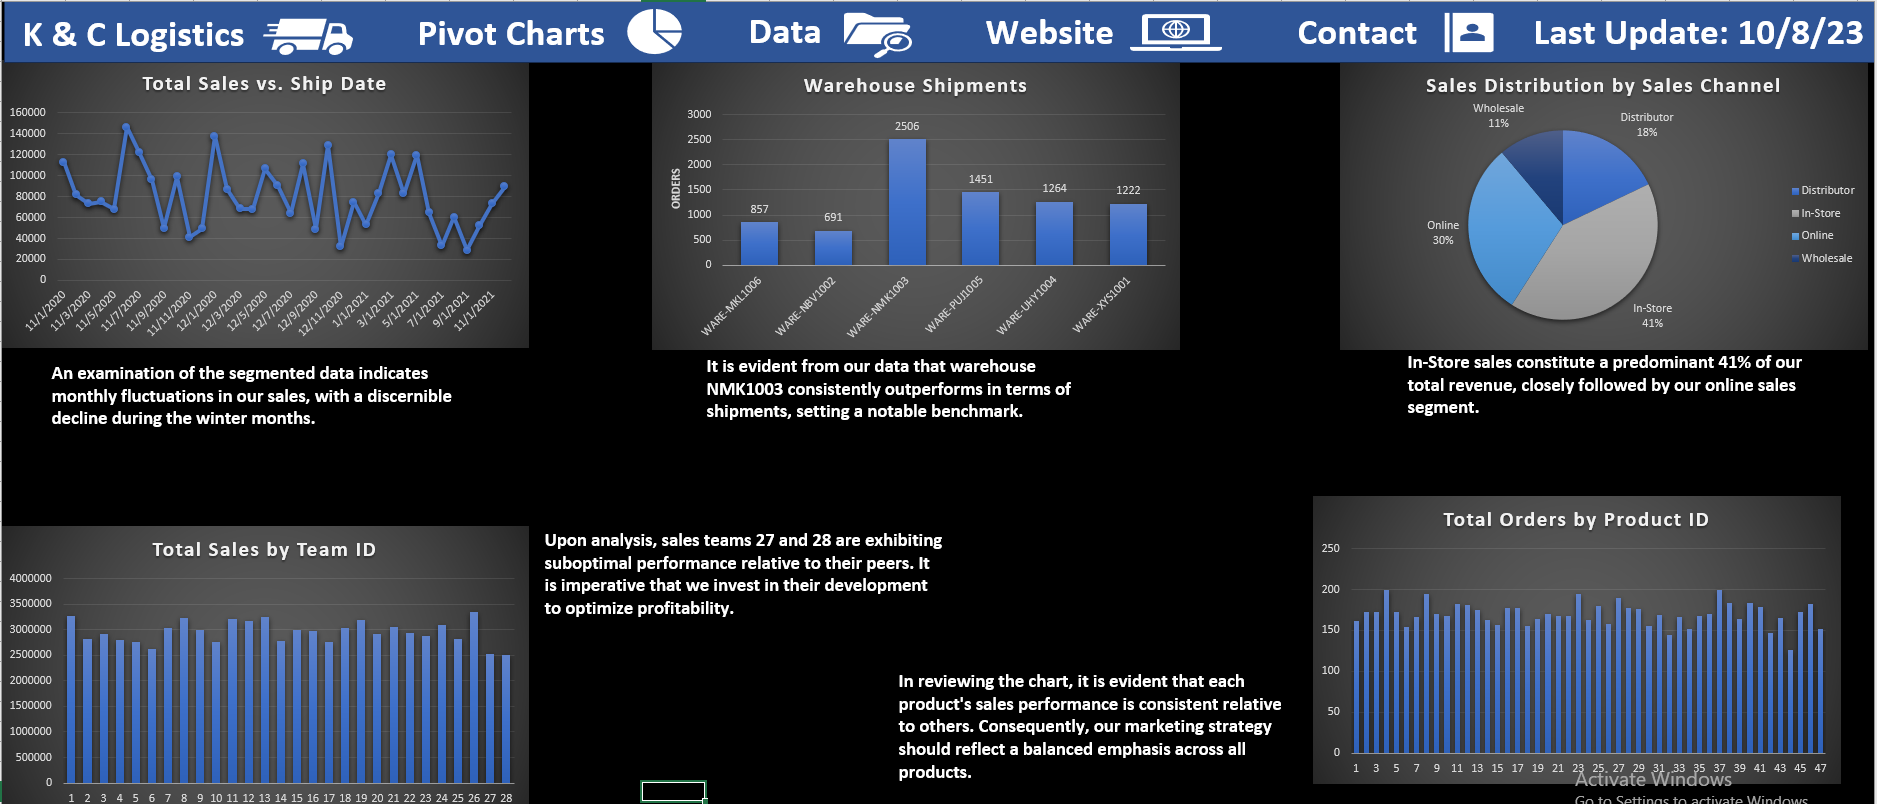 K & C Logistics
Pivot Charts
Data
Website
Contact
Last Update: 10/8/23
Total Sales vs. Ship Date
160000
140000
120000
100000
80000
60000
40000
20000
0
11/1/2020
11/3/2020
11/5/2020
11/7/2020
11/9/2020
11/11/2020
12/1/2020
12/3/2020
12/5/2020
12/7/2020
12/9/2020
12/11/2020
1/1/2021
3/1/2021
5/1/2021
7/1/2021
9/1/2021
11/1/2021
An examination of the segmented data indicates
monthly fluctuations in our sales, with a discernible
decline during the winter months.
Warehouse Shipments
ORDERS
3000
2500
2000
1500
1000
500
0
857
691
2506
1451
1264
1222
WARE-MKL1006
WARE-NBV1002
WARE-NMK1003
WARE-PUJ1005
WARE-UHY1004
WARE-XYS1001
It is evident from our data that warehouse
NMK1003 consistently outperforms in terms of
shipments, setting a notable benchmark.
Sales Distribution by Sales Channel
Wholesale
11%
Distributor
18%
Online
30%
In-Store
41%
Distributor
In-Store
Online
Wholesale
In-Store sales constitute a predominant 41% of our
total revenue, closely followed by our online sales
segment.
Total Sales by Team ID
4000000
3500000
3000000
2500000
2000000
1500000
1000000
500000
0
1 2 3 4 5 6 7 8 9 10 11 12 13 14 15 16 17 18 19 20 21 22 23 24 25 26 27 28
Upon analysis, sales teams 27 and 28 are exhibiting
suboptimal performance relative to their peers. It
is imperative that we invest in their development
to optimize profitability.
In reviewing the chart, it is evident that each
product's sales performance is consistent relative
to others. Consequently, our marketing strategy
should reflect a balanced emphasis across all
products.
Total Orders by Product ID
250
200
150
100
50
0
1 3 5 7 9 11 13 15 17 19 21 23 25 27 29 31 33 35 37 39 41 43 45 47
Activate Windows
Go to Settings to activate Windows.